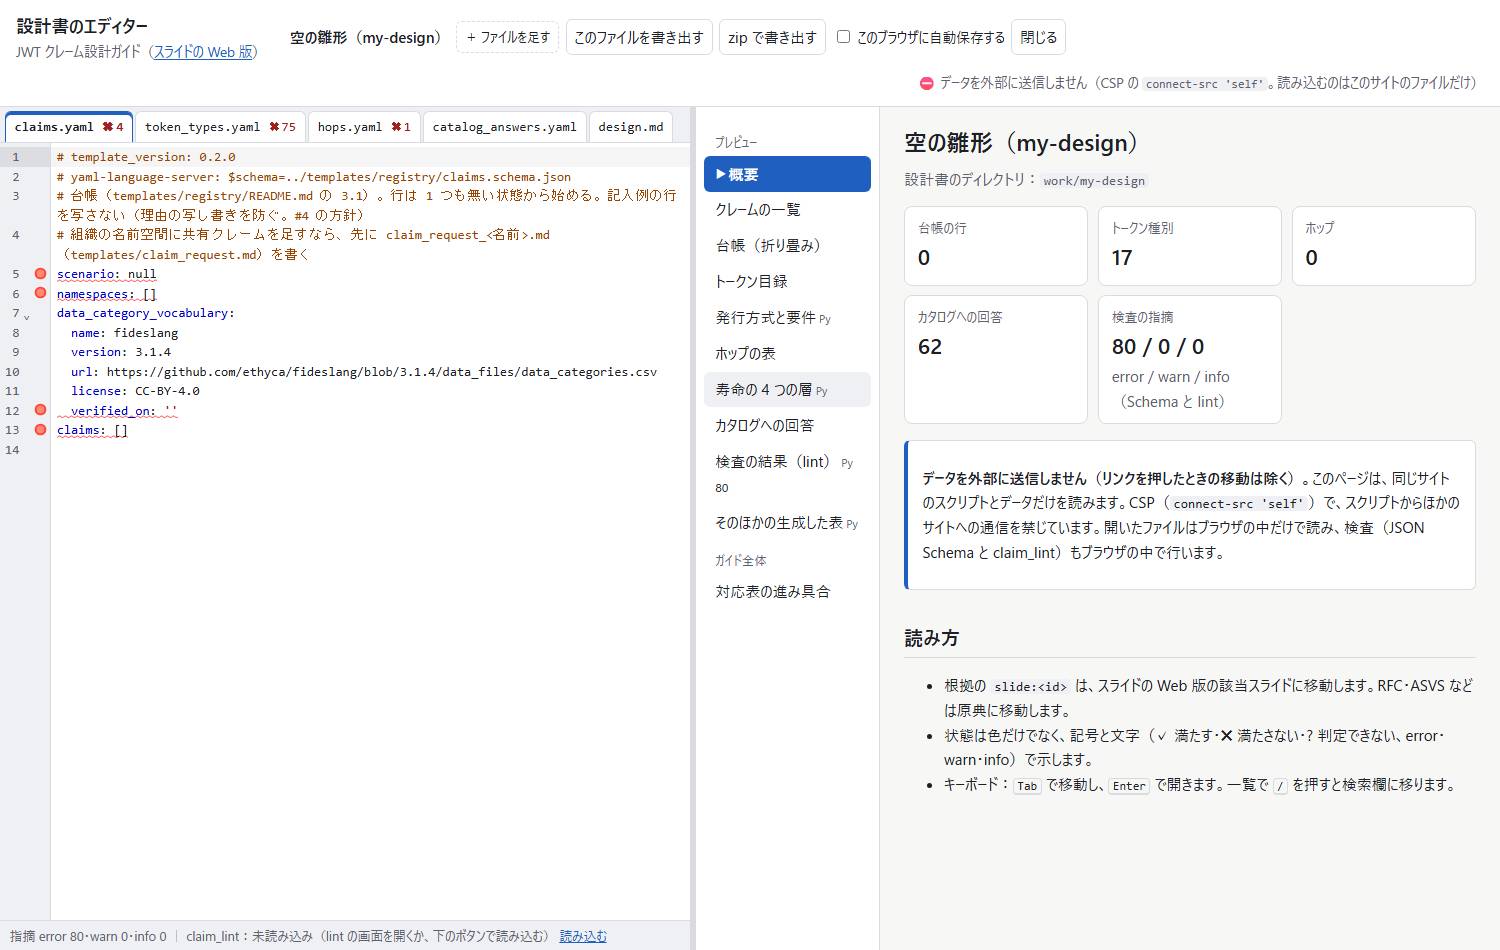 設計書のエディター
JWT クレーム設計ガイド（スライドの Web 版）
空の雛形（my-design）
+ ファイルを足す
このファイルを書き出す
zip で書き出す
このブラウザに自動保存する
閉じる
データを外部に送信しません（CSP の connect-src 'self'。読み込むのはこのサイトのファイルだけ）
claims.yaml ✖4
token_types.yaml ✖75
hops.yaml ✖1
catalog_answers.yaml
design.md
1 # template_version: 0.2.0
2 # yaml-language-server: $schema=../templates/registry/claims.schema.json
3 # 台帳（templates/registry/README.md の 3.1）。行は 1 つも無い状態から始める。記入例の行
を写さない（理由の写し書きを防ぐ。#4 の方針）
4 # 組織の名前空間に共有クレームを足すなら、先に claim_request_<名前>.md
（templates/claim_request.md）を書く
5 scenario: null
6 namespaces: []
7 data_category_vocabulary:
8 name: fideslang
9 version: 3.1.4
10 url: https://github.com/ethyca/fideslang/blob/3.1.4/data_files/data_categories.csv
11 license: CC-BY-4.0
12 verified_on: ''
13 claims: []
14
指摘 error 80·warn 0·info 0
claim_lint：未読み込み（lint の画面を開くか、下のボタンで読み込む） 読み込む
プレビュー
▶概要
クレームの一覧
台帳（折り畳み）
トークン目録
発行方式と要件 Py
ホップの表
寿命の 4 つの層 Py
カタログへの回答
検査の結果（lint） Py
80
そのほかの生成した表 Py
ガイド全体
対応表の進み具合
空の雛形（my-design）
設計書のディレクトリ：work/my-design
台帳の行
0
トークン種別
17
ホップ
0
カタログへの回答
62
検査の指摘
80 / 0 / 0
error / warn / info
（Schema と lint）
データを外部に送信しません（リンクを押したときの移動は除く）。このページは、同じサイト
のスクリプトとデータだけを読みます。CSP（connect-src 'self'）で、スクリプトからほかの
サイトへの通信を禁じています。開いたファイルはブラウザの中だけで読み、検査（JSON
Schema と claim_lint）もブラウザの中で行います。
読み方
• 根拠の slide:<id> は、スライドの Web 版の該当スライドに移動します。RFC・ASVS など
は原典に移動します。
• 状態は色だけでなく、記号と文字（✓ 満たす・✖ 満たさない・? 判定できない、error・
warn・info）で示します。
• キーボード：Tab で移動し、Enter で開きます。一覧で / を押すと検索欄に移ります。